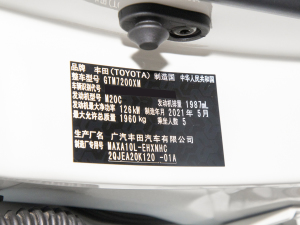 品牌 丰田(TOYOTA) 制造国 中华人民共和国
整车型号 GTM7200XM
车辆识别代号
发动机型号 M20C 发动机排量 1987mL
发动机最大净功率 126kW 制造年月 2021年5月
最大允许总质量 1960kg 乘坐人数 5
生产厂名 广汽丰田汽车有限公司
MAXA10L-EHXNHC
2QJEA20K120 -01A